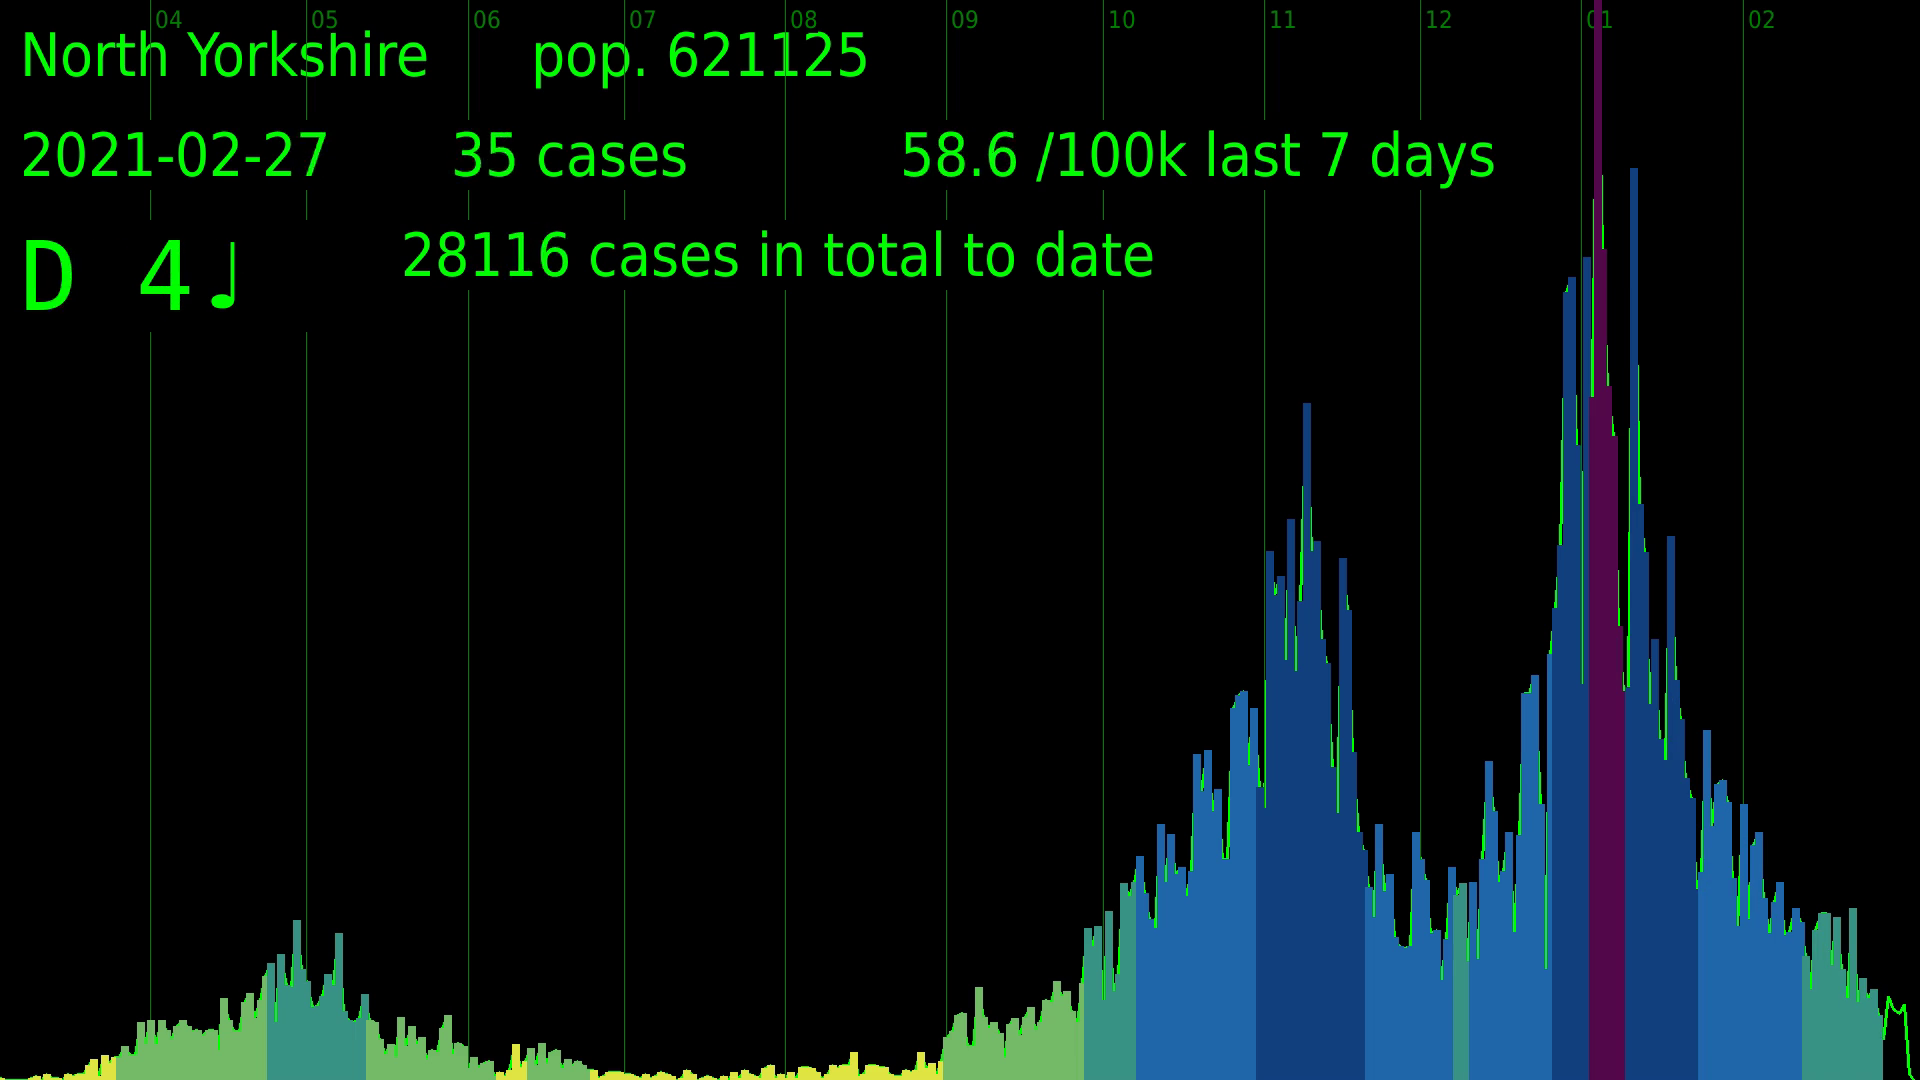 04 05 06 07 08 09 10 11 12 01 02
North Yorkshire pop. 621125
2021-02-27 35 cases 58.6 /100k last 7 days
D 4♩ 28116 cases in total to date